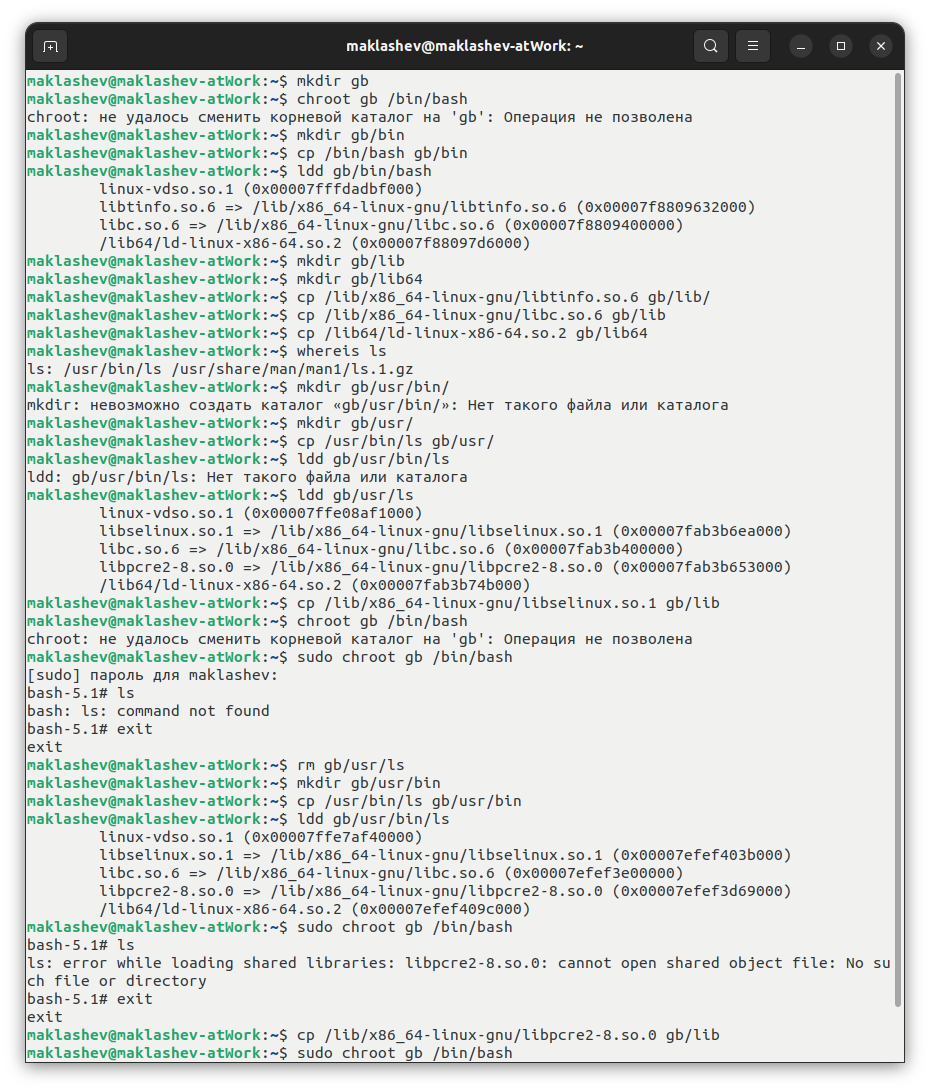 maklashev@maklashev-atWork: ~
maklashev@maklashev-atWork:~$ mkdir gb
maklashev@maklashev-atWork:~$ chroot gb /bin/bash
chroot: не удалось сменить корневой каталог на 'gb': Операция не позволена
maklashev@maklashev-atWork:~$ mkdir gb/bin
maklashev@maklashev-atWork:~$ cp /bin/bash gb/bin
maklashev@maklashev-atWork:~$ ldd gb/bin/bash
        linux-vdso.so.1 (0x00007fffdadbf000)
        libtinfo.so.6 => /lib/x86_64-linux-gnu/libtinfo.so.6 (0x00007f8809632000)
        libc.so.6 => /lib/x86_64-linux-gnu/libc.so.6 (0x00007f8809400000)
        /lib64/ld-linux-x86-64.so.2 (0x00007f88097d6000)
maklashev@maklashev-atWork:~$ mkdir gb/lib
maklashev@maklashev-atWork:~$ mkdir gb/lib64
maklashev@maklashev-atWork:~$ cp /lib/x86_64-linux-gnu/libtinfo.so.6 gb/lib/
maklashev@maklashev-atWork:~$ cp /lib/x86_64-linux-gnu/libc.so.6 gb/lib
maklashev@maklashev-atWork:~$ cp /lib64/ld-linux-x86-64.so.2 gb/lib64
maklashev@maklashev-atWork:~$ whereis ls
ls: /usr/bin/ls /usr/share/man/man1/ls.1.gz
maklashev@maklashev-atWork:~$ mkdir gb/usr/bin/
mkdir: невозможно создать каталог «gb/usr/bin/»: Нет такого файла или каталога
maklashev@maklashev-atWork:~$ mkdir gb/usr/
maklashev@maklashev-atWork:~$ cp /usr/bin/ls gb/usr/
maklashev@maklashev-atWork:~$ ldd gb/usr/bin/ls
ldd: gb/usr/bin/ls: Нет такого файла или каталога
maklashev@maklashev-atWork:~$ ldd gb/usr/ls
        linux-vdso.so.1 (0x00007ffe08af1000)
        libselinux.so.1 => /lib/x86_64-linux-gnu/libselinux.so.1 (0x00007fab3b6ea000)
        libc.so.6 => /lib/x86_64-linux-gnu/libc.so.6 (0x00007fab3b400000)
        libpcre2-8.so.0 => /lib/x86_64-linux-gnu/libpcre2-8.so.0 (0x00007fab3b653000)
        /lib64/ld-linux-x86-64.so.2 (0x00007fab3b74b000)
maklashev@maklashev-atWork:~$ cp /lib/x86_64-linux-gnu/libselinux.so.1 gb/lib
maklashev@maklashev-atWork:~$ chroot gb /bin/bash
chroot: не удалось сменить корневой каталог на 'gb': Операция не позволена
maklashev@maklashev-atWork:~$ sudo chroot gb /bin/bash
[sudo] пароль для maklashev:
bash-5.1# ls
bash: ls: command not found
bash-5.1# exit
exit
maklashev@maklashev-atWork:~$ rm gb/usr/ls
maklashev@maklashev-atWork:~$ mkdir gb/usr/bin
maklashev@maklashev-atWork:~$ cp /usr/bin/ls gb/usr/bin
maklashev@maklashev-atWork:~$ ldd gb/usr/bin/ls
        linux-vdso.so.1 (0x00007ffe7af40000)
        libselinux.so.1 => /lib/x86_64-linux-gnu/libselinux.so.1 (0x00007efef403b000)
        libc.so.6 => /lib/x86_64-linux-gnu/libc.so.6 (0x00007efef3e00000)
        libpcre2-8.so.0 => /lib/x86_64-linux-gnu/libpcre2-8.so.0 (0x00007efef3d69000)
        /lib64/ld-linux-x86-64.so.2 (0x00007efef409c000)
maklashev@maklashev-atWork:~$ sudo chroot gb /bin/bash
bash-5.1# ls
ls: error while loading shared libraries: libpcre2-8.so.0: cannot open shared object file: No su
ch file or directory
bash-5.1# exit
exit
maklashev@maklashev-atWork:~$ cp /lib/x86_64-linux-gnu/libpcre2-8.so.0 gb/lib
maklashev@maklashev-atWork:~$ sudo chroot gb /bin/bash